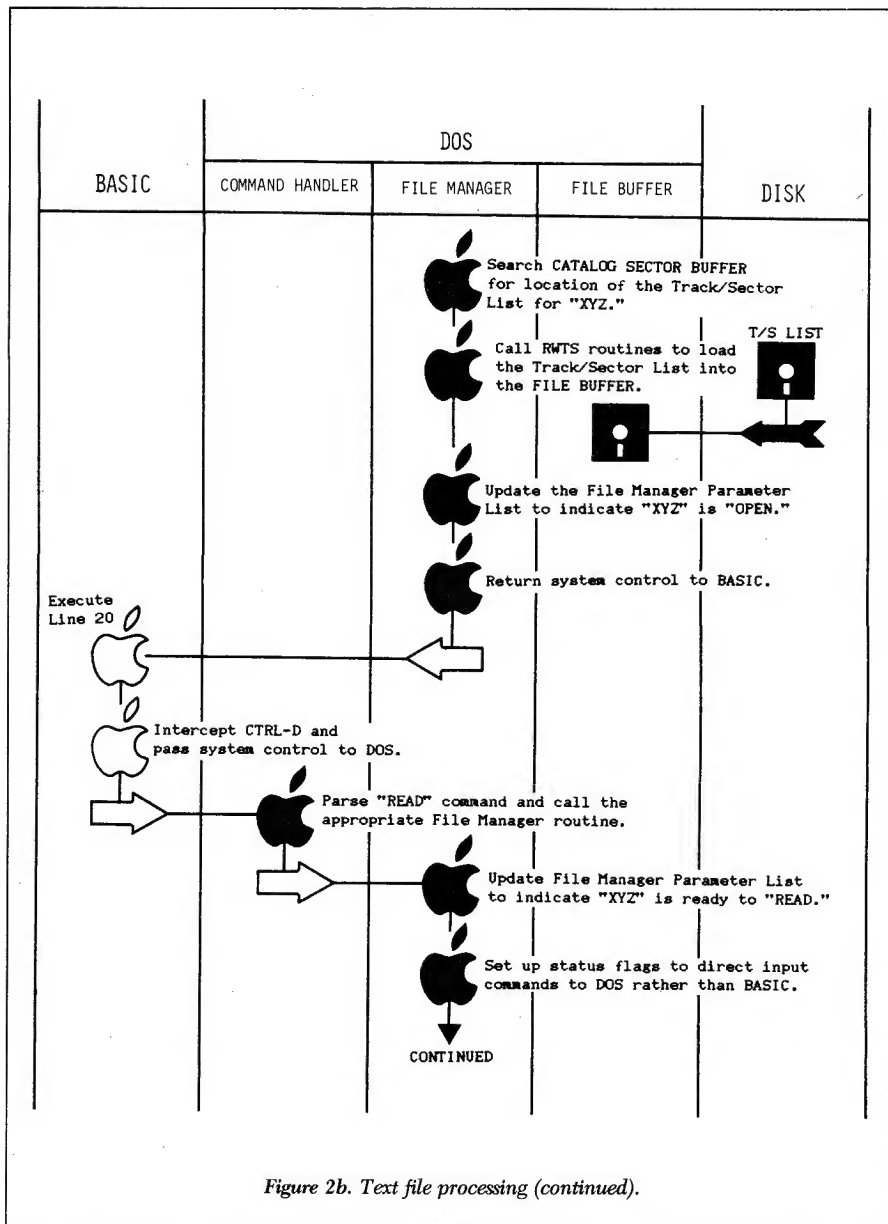 DOS
BASIC
COMMAND HANDLER
FILE MANAGER
FILE BUFFER
DISK
Search CATALOG SECTOR BUFFER
for location of the Track/Sector
List for "XYZ."
T/S LIST
Call RWTS routines to load
the Track/Sector List into
the FILE BUFFER.
Update the File Manager Parameter
List to indicate "XYZ" is "OPEN."
Return system control to BASIC.
Execute
Line 20
Intercept CTRL-D and
pass system control to DOS.
Parse "READ" command and call the
appropriate File Manager routine.
Update File Manager Parameter List
to indicate "XYZ" is ready to "READ."
Set up status flags to direct input
commands to DOS rather than BASIC.
CONTINUED
Figure 2b. Text file processing (continued).